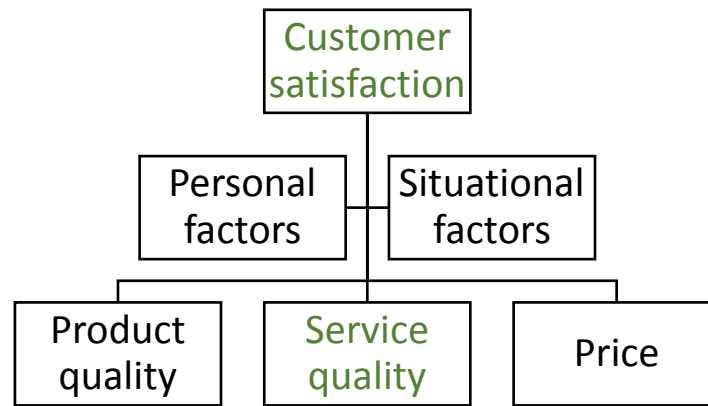 Customer
satisfaction
Personal
factors
Situational
factors
Product
quality
Service
quality
Price